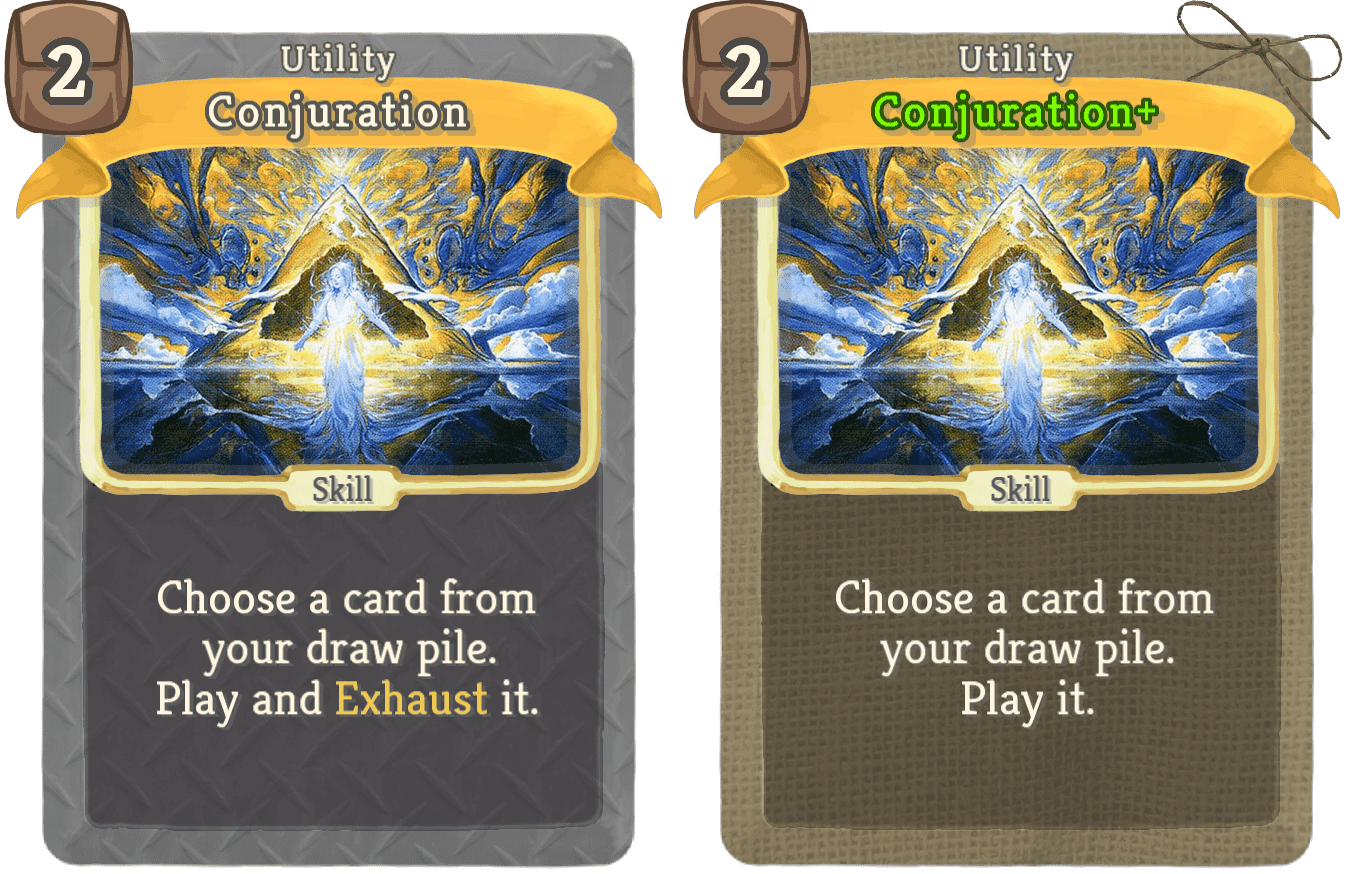 2
Utility
Conjuration
Skill
Choose a card from
your draw pile.
Play and Exhaust it.
2
Utility
Conjuration+
Skill
Choose a card from
your draw pile.
Play it.